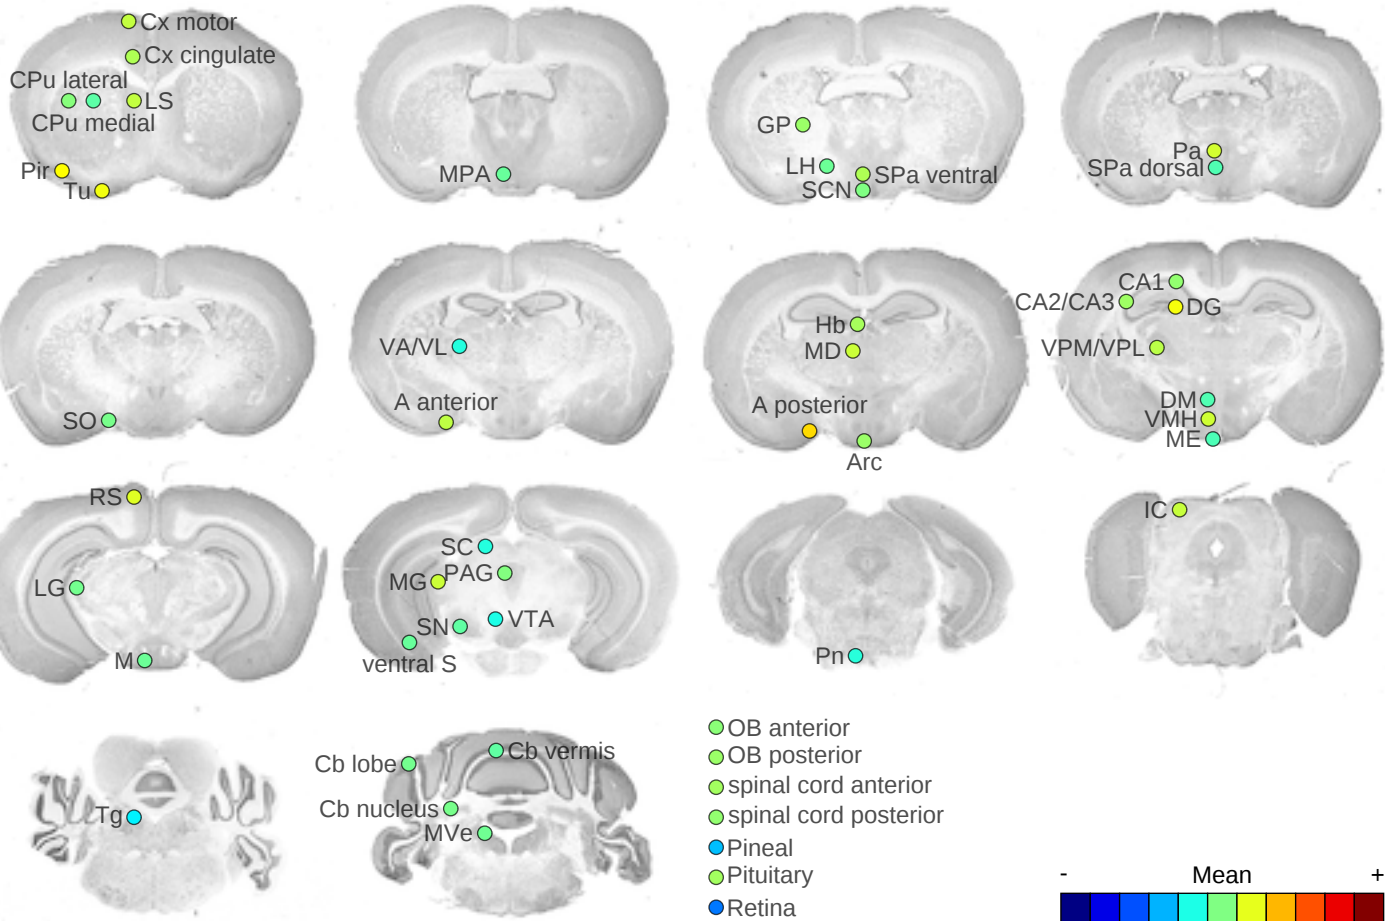 Cx motor
Cx cingulate
CPu lateral
LS
CPu medial
Pir
Tu
MPA
GP
LH
SPa ventral
SCN
Pa
SPa dorsal
SO
VA/VL
A anterior
Hb
MD
A posterior
Arc
CA1
CA2/CA3
DG
VPM/VPL
DM
VMH
ME
RS
LG
M
SC
PAG
MG
VTA
SN
ventral S
Pn
IC
Tg
Cb vermis
Cb lobe
Cb nucleus
MVe
OB anterior
OB posterior
spinal cord anterior
spinal cord posterior
Pineal
Pituitary
Retina
- Mean +